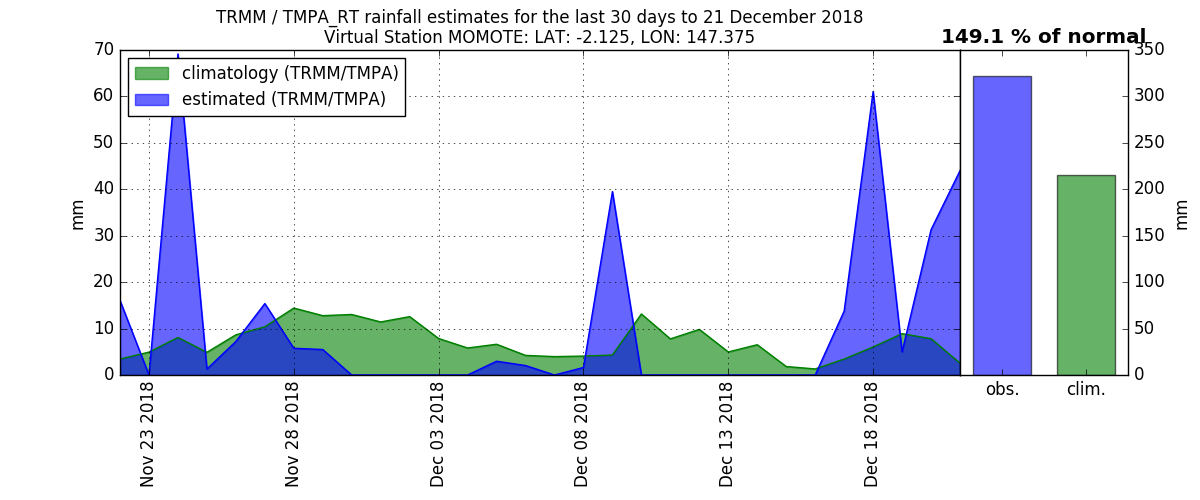 TRMM / TMPA_RT rainfall estimates for the last 30 days to 21 December 2018
Virtual Station MOMOTE: LAT: -2.125, LON: 147.375
149.1 % of normal
climatology (TRMM/TMPA)
estimated (TRMM/TMPA)
70
60
50
40
30
20
10
0
mm
Nov 23 2018
Nov 28 2018
Dec 03 2018
Dec 08 2018
Dec 13 2018
Dec 18 2018
obs.
clim.
350
300
250
200
150
100
50
0
mm